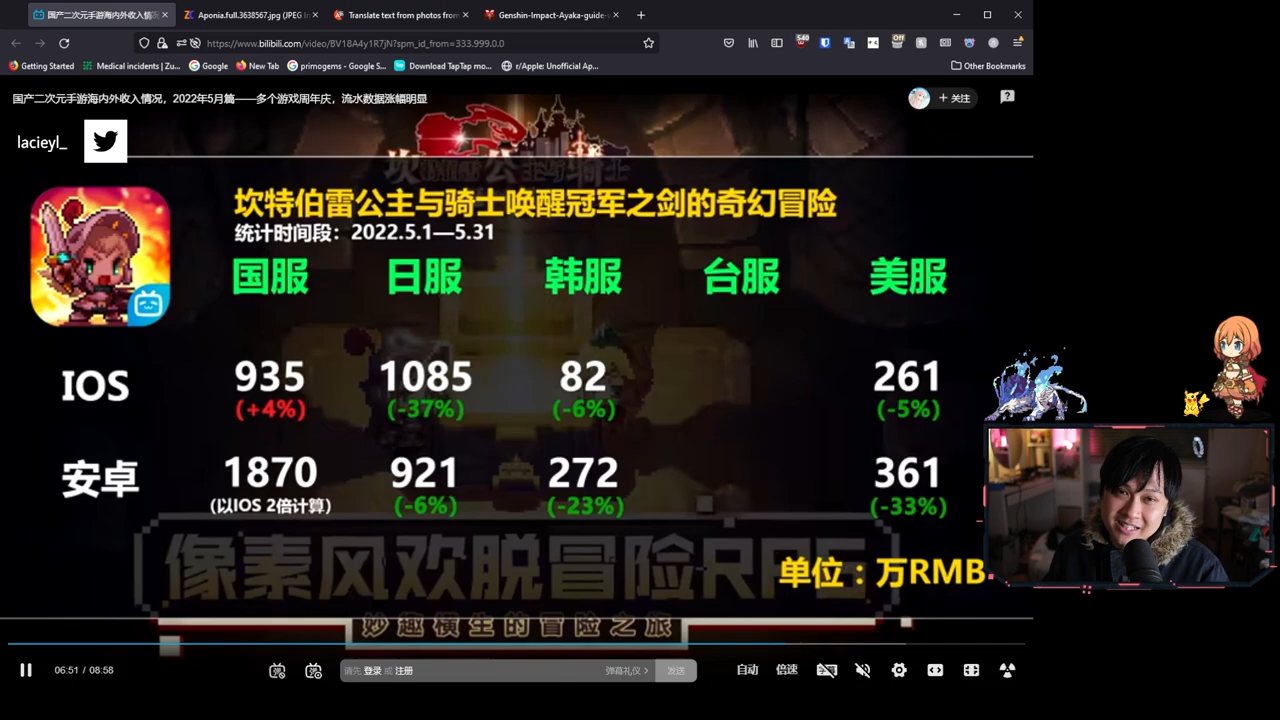 国产二次元手游海内外收入情况
Aponia.full.3638567.jpg (JPEG I
Translate text from photos from
Genshin-Impact-Ayaka-guide-
https://www.bilibili.com/video/BV18A4y1R7jN?spm_id_from=333.999.0.0
540
Off
Getting Started
Medical incidents | Zu...
Google
New Tab
primogems - Google S...
Download TapTap mo...
r/Apple: Unofficial Ap...
Other Bookmarks
国产二次元手游海内外收入情况，2022年5月篇——多个游戏周年庆，流水数据涨幅明显
+ 关注
lacieyl_
坎特伯雷公主与骑士唤醒冠军之剑的奇幻冒险
统计时间段：2022.5.1—5.31
国服 日服 韩服 台服 美服
IOS 935 1085 82 261
(+4%) (-37%) (-6%) (-5%)
安卓 1870 921 272 361
(以IOS 2倍计算) (-6%) (-23%) (-33%)
像素风欢脱冒险RPG
单位：万RMB
妙趣横生的冒险之旅
06:51 / 08:58
请先 登录 或 注册
弹幕礼仪 >
发送
自动
倍速